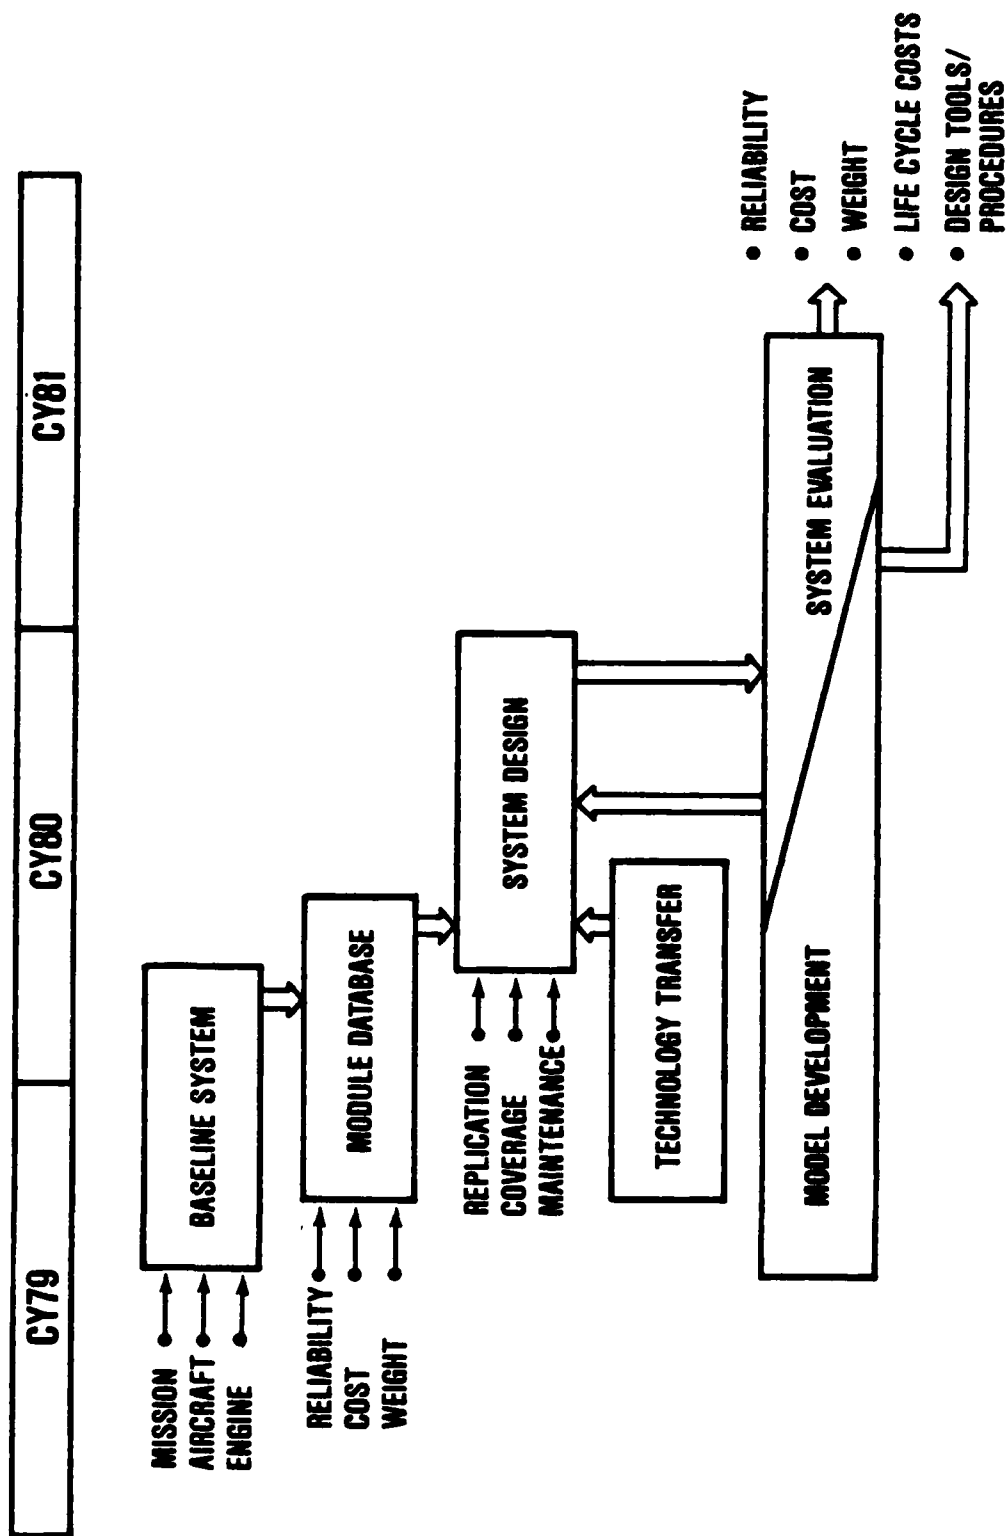 CY79
CY80
CY81
MISSION
AIRCRAFT
ENGINE
BASELINE SYSTEM
RELIABILITY
COST
WEIGHT
MODULE DATABASE
REPLICATION
COVERAGE
MAINTENANCE
SYSTEM DESIGN
TECHNOLOGY TRANSFER
MODEL DEVELOPMENT
SYSTEM EVALUATION
• RELIABILITY
• COST
• WEIGHT
• LIFE CYCLE COSTS
• DESIGN TOOLS/
PROCEDURES